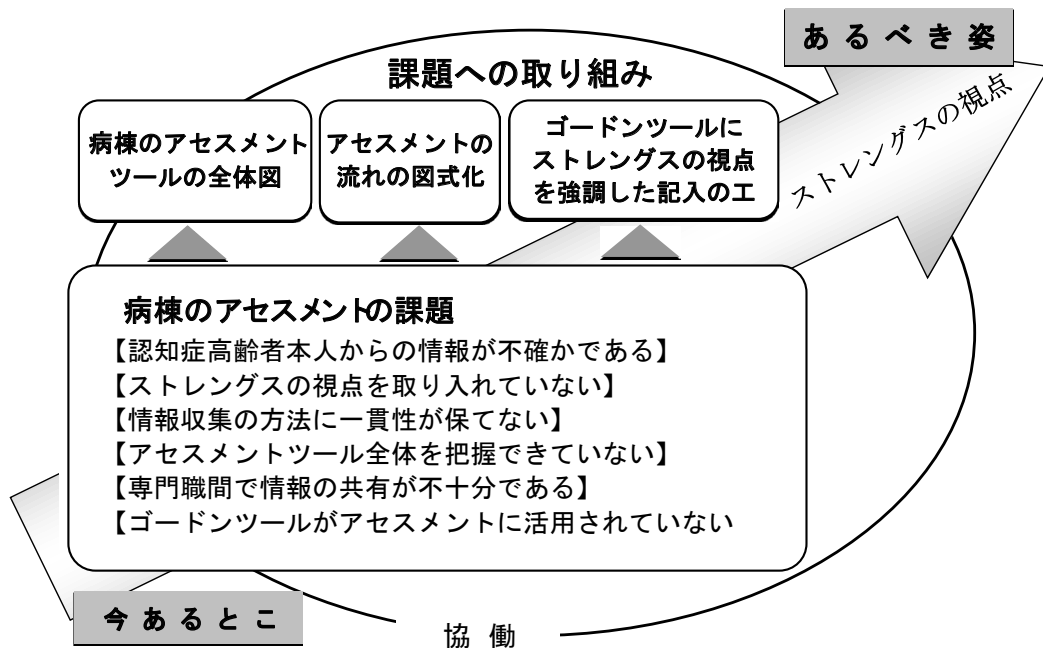 あるべき姿
課題への取り組み
病棟のアセスメント
ツールの全体図
アセスメントの
流れの図式化
ゴードンツールに
ストレングスの視点
を強調した記入の工
ストレングスの視点
病棟のアセスメントの課題
【認知症高齢者本人からの情報が不確かである】
【ストレングスの視点を取り入れていない】
【情報収集の方法に一貫性が保てない】
【アセスメントツール全体を把握できていない】
【専門職間で情報の共有が不十分である】
【ゴードンツールがアセスメントに活用されていない
今あるとこ
協働